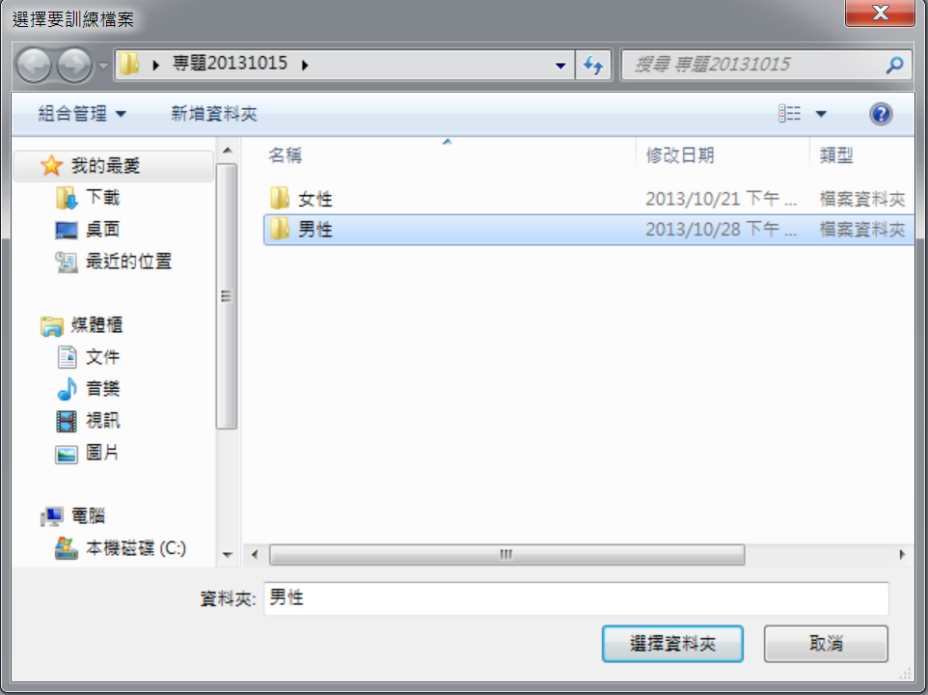 選擇要訓練檔案
專題20131015
搜尋 專題20131015
組合管理
新增資料夾
名稱 修改日期 類型
我的最愛
下載
桌面
最近的位置
媒體櫃
文件
音樂
視訊
圖片
電腦
本機磁碟 (C:)
女性 2013/10/21 下午 ... 檔案資料夾
男性 2013/10/28 下午 ... 檔案資料夾
資料夾: 男性
選擇資料夾 取消